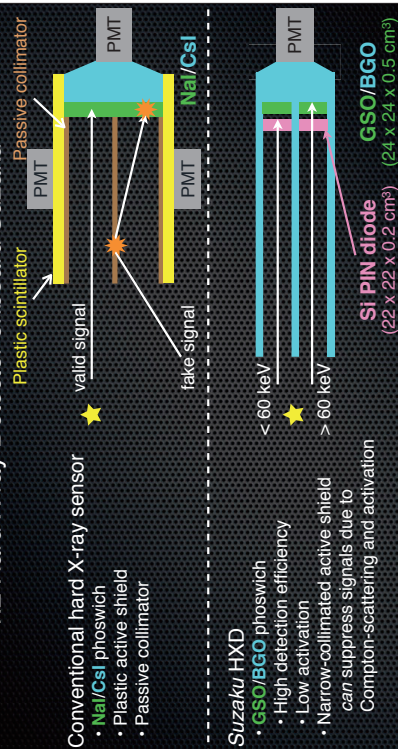 Conventional hard X-ray sensor
• NaI/CsI phoswich
• Plastic active shield
• Passive collimator
Plastic scintillator
Passive collimator
PMT
PMT
PMT
valid signal
fake signal
NaI/CsI
Suzaku HXD
• GSO/BGO phoswich
• High detection efficiency
• Low activation
• Narrow-collimated active shield
can suppress signals due to
Compton-scattering and activation
< 60 keV
> 60 keV
PMT
Si PIN diode
(22 x 22 x 0.2 cm³)
GSO/BGO
(24 x 24 x 0.5 cm³)